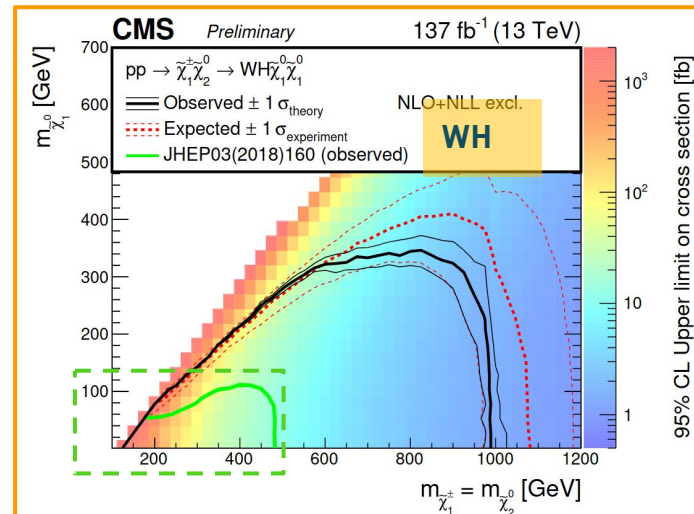 CMS Preliminary 137 fb⁻¹ (13 TeV)
pp → χ̃₁^± χ̃₂⁰ → WH χ̃₁⁰ χ̃₁⁰
Observed ± 1 σ_theory NLO+NLL excl.
Expected ± 1 σ_experiment
WH
JHEP03(2018)160 (observed)
m_χ̃₁⁰ [GeV]
700
600
500
400
300
200
100
200 400 600 800 1000 1200
m_χ̃₁^± = m_χ̃₂⁰ [GeV]
10³
10²
10
1
95% CL Upper limit on cross section [fb]